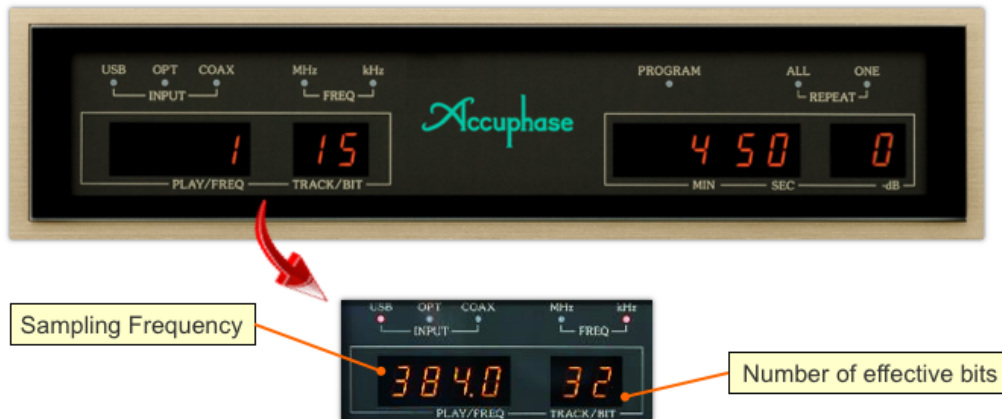 USB OPT COAX MHz kHz PROGRAM ALL ONE
INPUT FREQ REPEAT
Accuphase
1 15 4 50 0
PLAY/FREQ TRACK/BIT MIN SEC -dB
USB OPT COAX MHz kHz
INPUT FREQ
Sampling Frequency
384.0 32
Number of effective bits
PLAY/FREQ TRACK/BIT